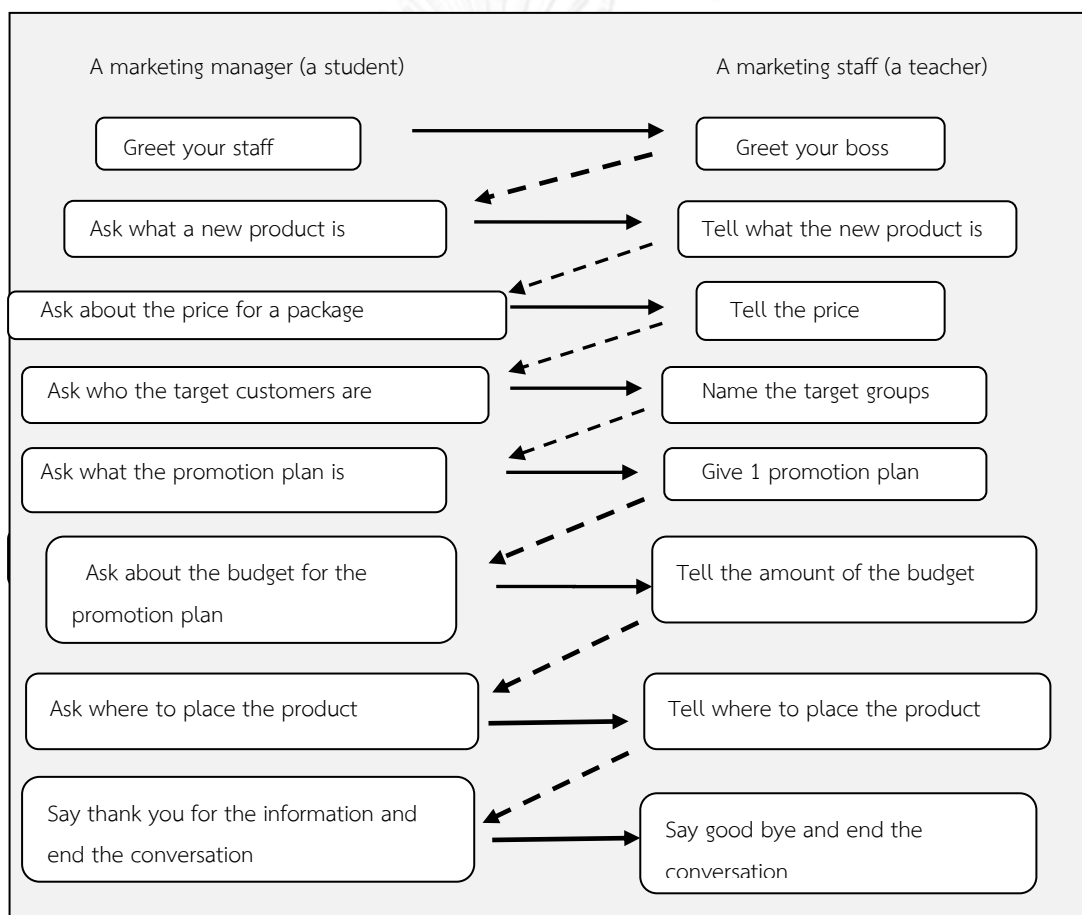 A marketing manager (a student)
A marketing staff (a teacher)
Greet your staff
Greet your boss
Ask what a new product is
Tell what the new product is
Ask about the price for a package
Tell the price
Ask who the target customers are
Name the target groups
Ask what the promotion plan is
Give 1 promotion plan
Ask about the budget for the
promotion plan
Tell the amount of the budget
Ask where to place the product
Tell where to place the product
Say thank you for the information and
end the conversation
Say good bye and end the
conversation